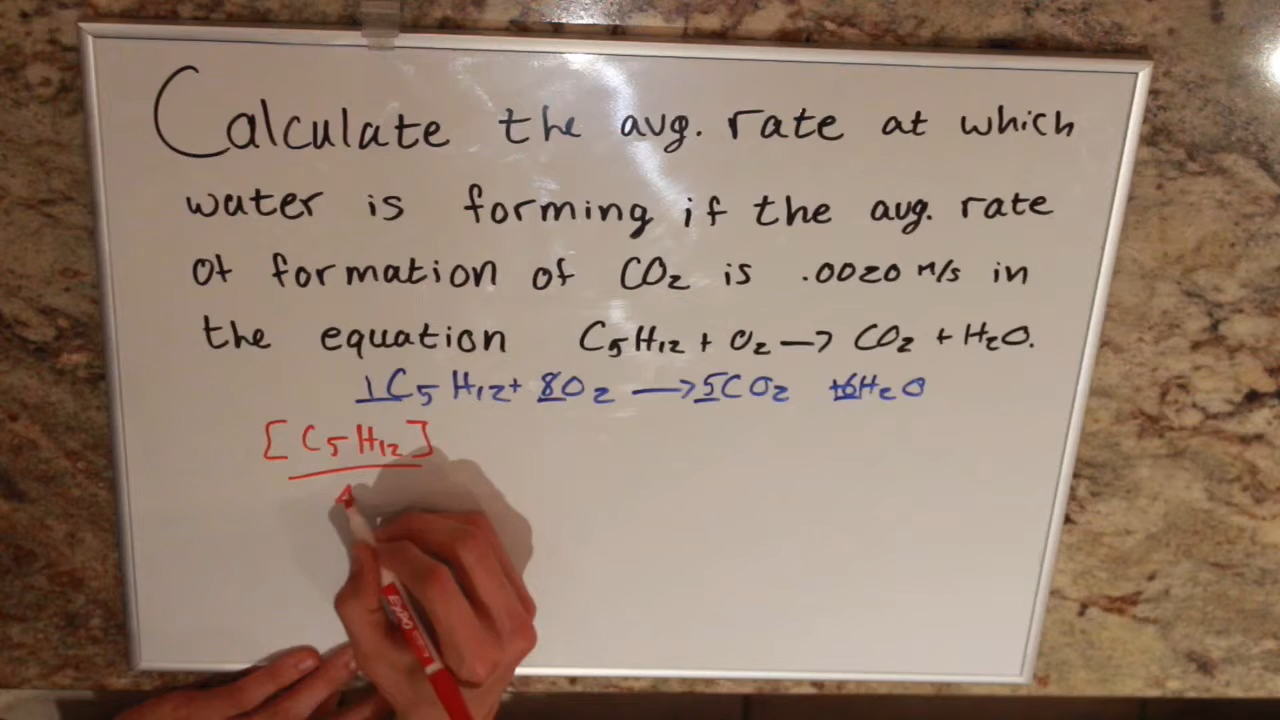 Calculate the avg. rate at which
water is forming if the avg. rate
of formation of CO₂ is .0020 M/s in
the equation C₅H₁₂ + O₂ → CO₂ + H₂O.
1C₅H₁₂ + 8O₂ → 5CO₂ + 6H₂O
[C₅H₁₂]
Δ
EXPO